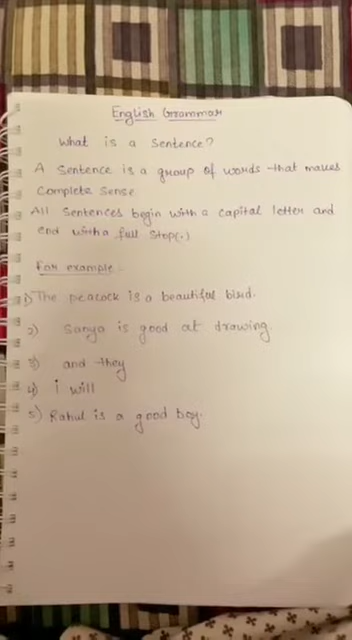 English Grammar
What is a Sentence?
A Sentence is a group of words that makes
Complete Sense
All Sentences begin with a capital letter and
end with a full Stop(.)
For example:
1) The peacock is a beautiful bird.
2) Sanya is good at drawing.
3) and they
4) i will
5) Rahul is a good boy.